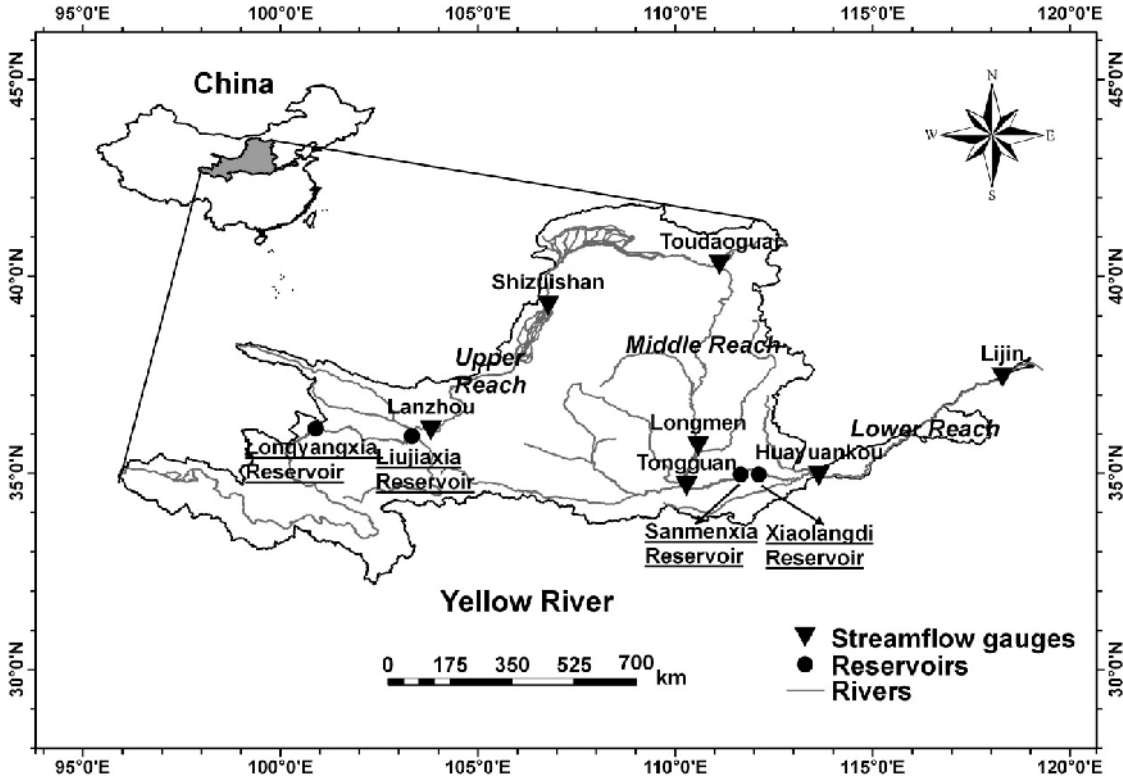 95°0'E 100°0'E 105°0'E 110°0'E 115°0'E 120°0'E
45°0'N
45°0'N
China
N
W
E
S
Toudaoguai
40°0'N
40°0'N
Shizuishan
Middle Reach
Upper
Reach
Lijin
Lanzhou
Longmen
Lower Reach
Longyangxia
Reservoir
Liujiaxia
Reservoir
Tongguan
Huayuankou
35°0'N
35°0'N
Sanmenxia
Reservoir
Xiaolangdi
Reservoir
Yellow River
Streamflow gauges
Reservoirs
Rivers
0 175 350 525 700
km
30°0'N
30°0'N
95°0'E 100°0'E 105°0'E 110°0'E 115°0'E 120°0'E